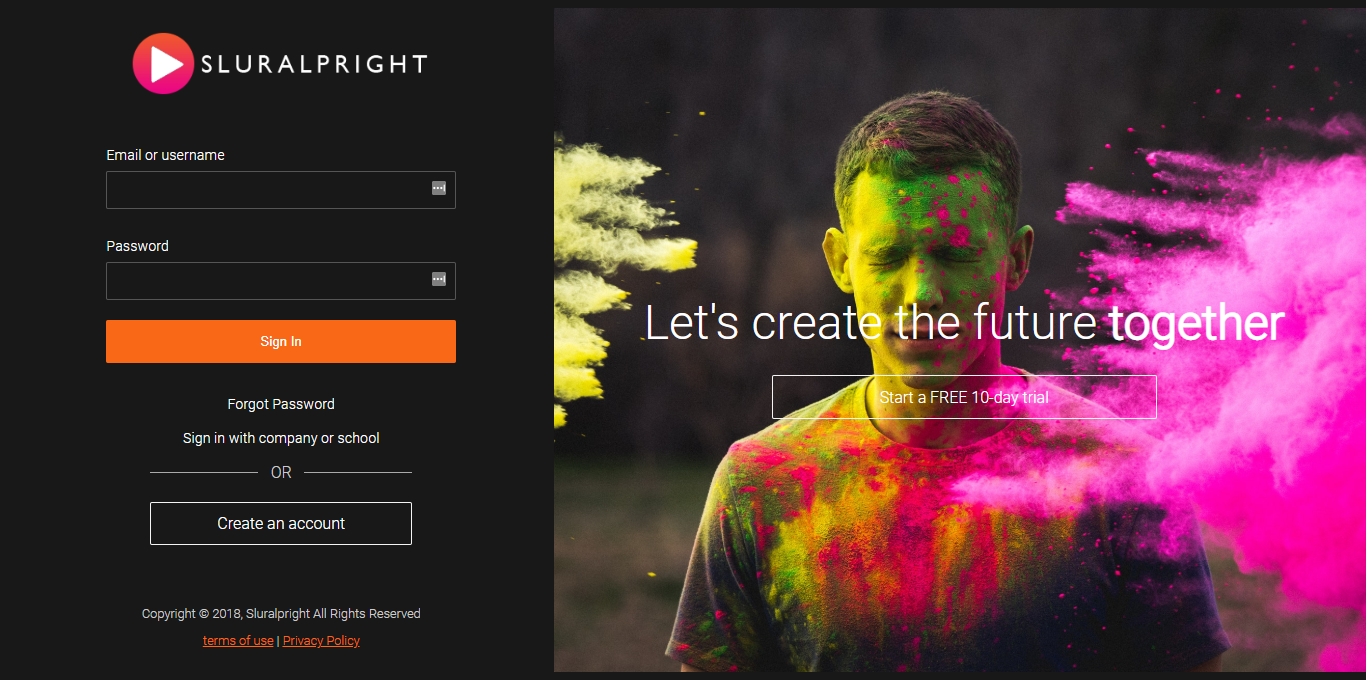 SLURALPRIGHT
Email or username
Password
Sign In
Forgot Password
Sign in with company or school
OR
Create an account
Copyright © 2018, Sluralpright All Rights Reserved
terms of use | Privacy Policy
Let's create the future together
Start a FREE 10-day trial